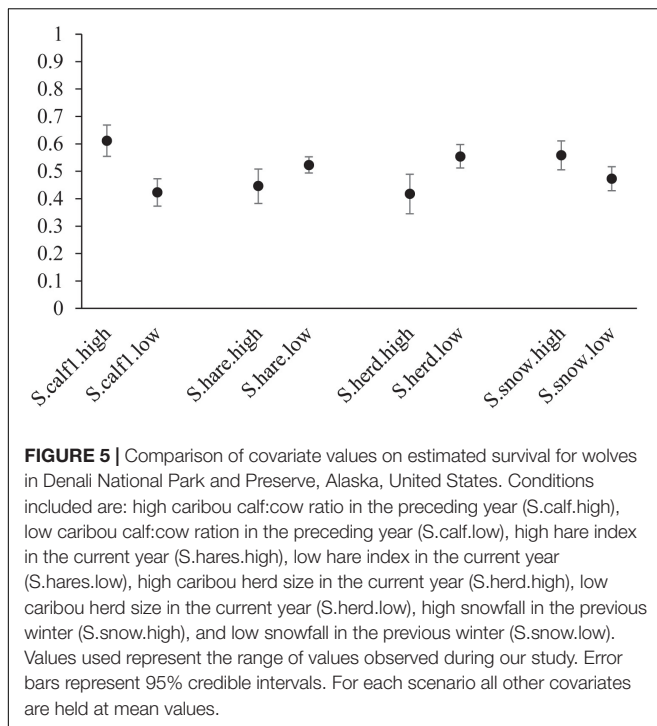 1
0.9
0.8
0.7
0.6
0.5
0.4
0.3
0.2
0.1
0
S.calf1.high
S.calf1.low
S.hare.high
S.hare.low
S.herd.high
S.herd.low
S.snow.high
S.snow.low
FIGURE 5 | Comparison of covariate values on estimated survival for wolves
in Denali National Park and Preserve, Alaska, United States. Conditions
included are: high caribou calf:cow ratio in the preceding year (S.calf.high),
low caribou calf:cow ration in the preceding year (S.calf.low), high hare index
in the current year (S.hares.high), low hare index in the current year
(S.hares.low), high caribou herd size in the current year (S.herd.high), low
caribou herd size in the current year (S.herd.low), high snowfall in the previous
winter (S.snow.high), and low snowfall in the previous winter (S.snow.low).
Values used represent the range of values observed during our study. Error
bars represent 95% credible intervals. For each scenario all other covariates
are held at mean values.